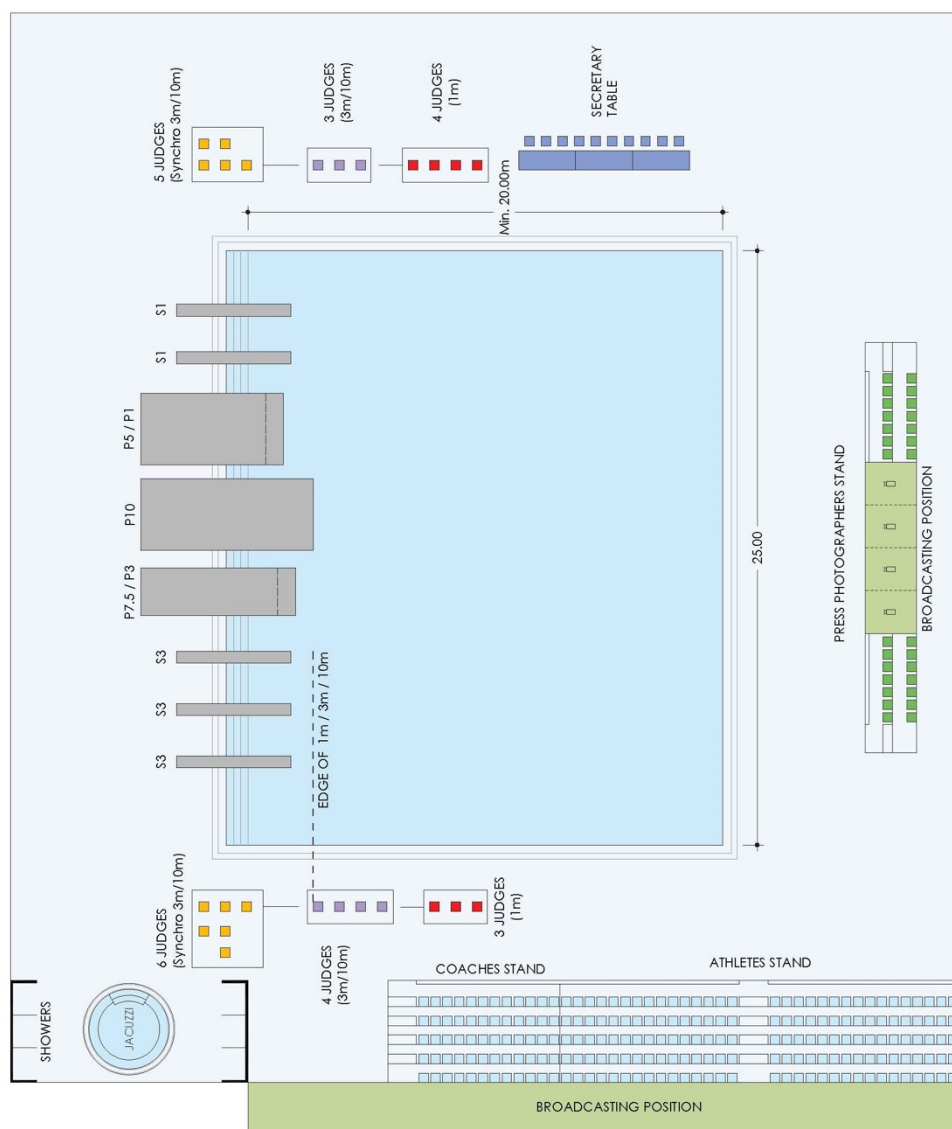 5 JUDGES
(Synchro 3m/10m)
3 JUDGES
(3m/10m)
4 JUDGES
(1m)
SECRETARY
TABLE
Min. 20.00m
S1
S1
P5 / P1
P10
P7.5 / P3
S3
S3
S3
EDGE OF 1m / 3m / 10m
25.00
PRESS PHOTOGRAPHERS STAND
BROADCASTING POSITION
6 JUDGES
(Synchro 3m/10m)
4 JUDGES
(3m/10m)
3 JUDGES
(1m)
SHOWERS
JACUZZI
COACHES STAND
ATHLETES STAND
BROADCASTING POSITION